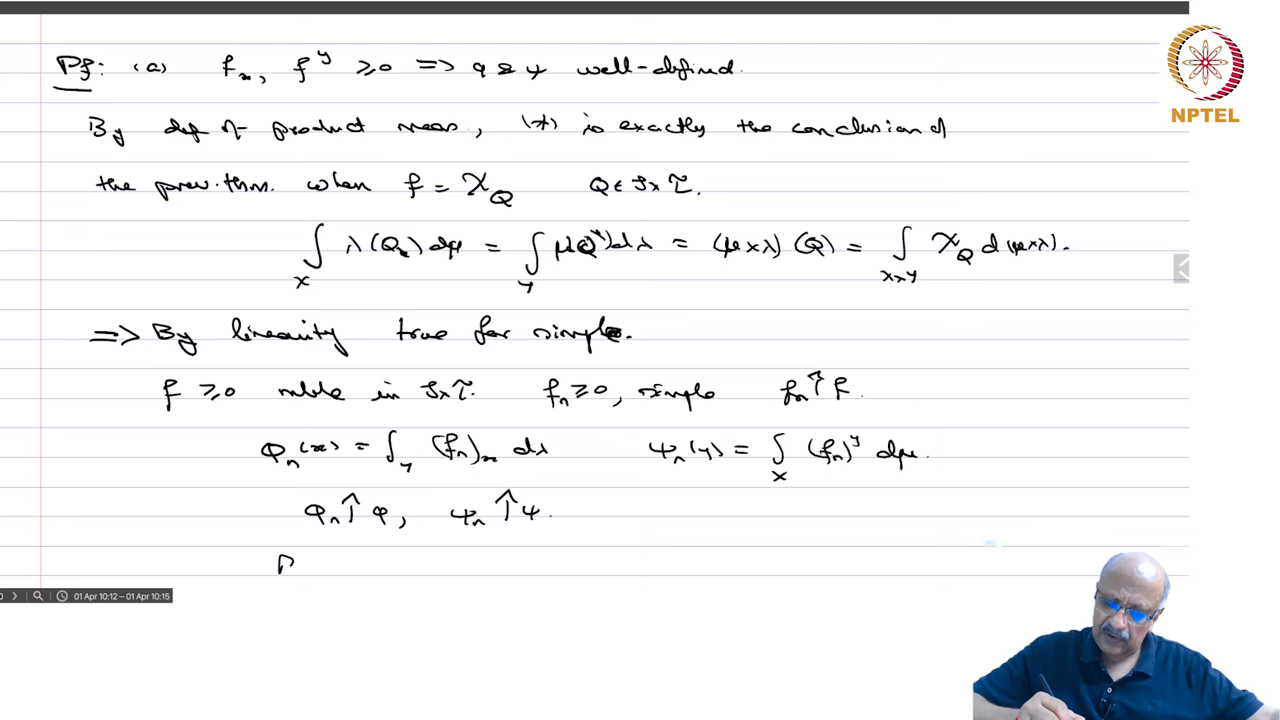 Pf: (a) f_x, f^y ≥ 0 ⇒ φ & ψ well-defined.
By def of product meas, (*) is exactly the conclusion of
the prev. thm. when f = χ_Q Q ∈ S×τ.
∫_X λ(Q_x) dμ = ∫_Y μ(Q^y) dλ = (μ×λ)(Q) = ∫_{X×Y} χ_Q d(μ×λ).
⇒ By linearity true for simple.
f ≥ 0 mble in S×τ. f_n ≥ 0, simple f_n ↑ f.
φ_n(x) = ∫_Y (f_n)_x dλ ψ_n(y) = ∫_X (f_n)^y dμ.
φ_n ↑ φ, ψ_n ↑ ψ.
NPTEL
01 Apr 10:12 – 01 Apr 10:15